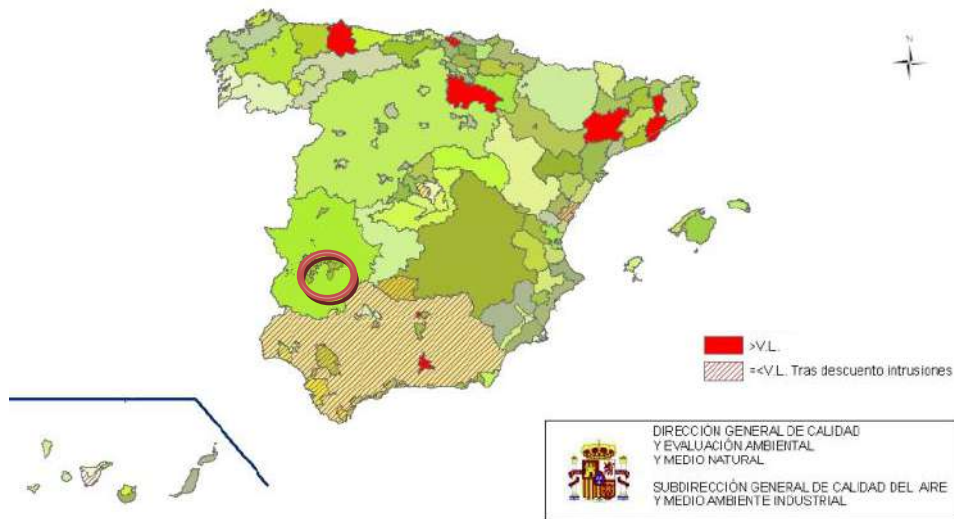 N
>V.L.
=<V.L. Tras descuento intrusiones
DIRECCIÓN GENERAL DE CALIDAD
Y EVALUACIÓN AMBIENTAL
Y MEDIO NATURAL
SUBDIRECCIÓN GENERAL DE CALIDAD DEL AIRE
Y MEDIO AMBIENTE INDUSTRIAL